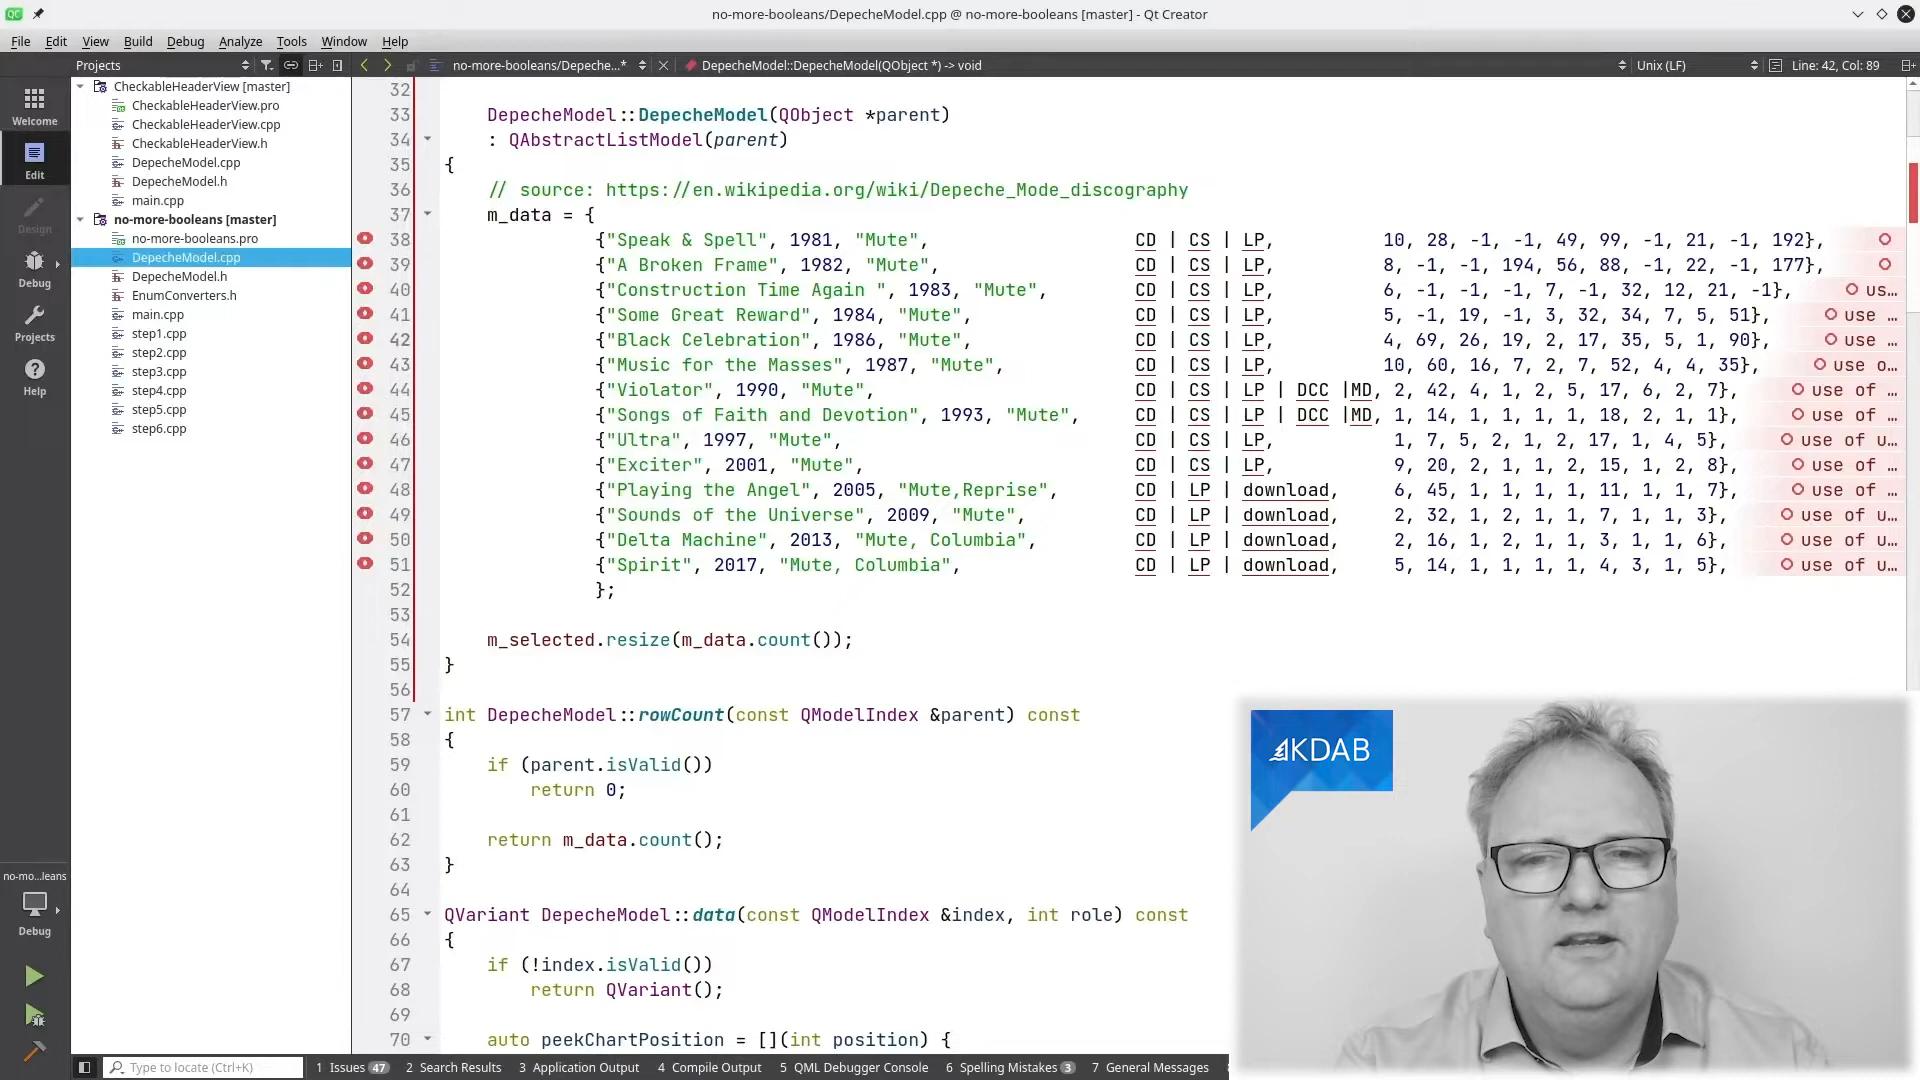 no-more-booleans/DepecheModel.cpp @ no-more-booleans [master] - Qt Creator
File Edit View Build Debug Analyze Tools Window Help
Projects no-more-booleans/Depeche...* DepecheModel::DepecheModel(QObject *) -> void Unix (LF) Line: 42, Col: 89
Welcome
Edit
Design
Debug
Projects
Help
no-mo...leans
Debug
CheckableHeaderView [master]
CheckableHeaderView.pro
CheckableHeaderView.cpp
CheckableHeaderView.h
DepecheModel.cpp
DepecheModel.h
main.cpp
no-more-booleans [master]
no-more-booleans.pro
DepecheModel.cpp
DepecheModel.h
EnumConverters.h
main.cpp
step1.cpp
step2.cpp
step3.cpp
step4.cpp
step5.cpp
step6.cpp
32
33 DepecheModel::DepecheModel(QObject *parent)
34 : QAbstractListModel(parent)
35 {
36 // source: https://en.wikipedia.org/wiki/Depeche_Mode_discography
37 m_data = {
38 {"Speak & Spell", 1981, "Mute", CD | CS | LP, 10, 28, -1, -1, 49, 99, -1, 21, -1, 192},
39 {"A Broken Frame", 1982, "Mute", CD | CS | LP, 8, -1, -1, 194, 56, 88, -1, 22, -1, 177},
40 {"Construction Time Again ", 1983, "Mute", CD | CS | LP, 6, -1, -1, -1, 7, -1, 32, 12, 21, -1}, us...
41 {"Some Great Reward", 1984, "Mute", CD | CS | LP, 5, -1, 19, -1, 3, 32, 34, 7, 5, 51}, use ...
42 {"Black Celebration", 1986, "Mute", CD | CS | LP, 4, 69, 26, 19, 2, 17, 35, 5, 1, 90}, use ...
43 {"Music for the Masses", 1987, "Mute", CD | CS | LP, 10, 60, 16, 7, 2, 7, 52, 4, 4, 35}, use o...
44 {"Violator", 1990, "Mute", CD | CS | LP | DCC |MD, 2, 42, 4, 1, 2, 5, 17, 6, 2, 7}, use of ...
45 {"Songs of Faith and Devotion", 1993, "Mute", CD | CS | LP | DCC |MD, 1, 14, 1, 1, 1, 1, 18, 2, 1, 1}, use of ...
46 {"Ultra", 1997, "Mute", CD | CS | LP, 1, 7, 5, 2, 1, 2, 17, 1, 4, 5}, use of u...
47 {"Exciter", 2001, "Mute", CD | CS | LP, 9, 20, 2, 1, 1, 2, 15, 1, 2, 8}, use of ...
48 {"Playing the Angel", 2005, "Mute,Reprise", CD | LP | download, 6, 45, 1, 1, 1, 1, 11, 1, 1, 7}, use of ...
49 {"Sounds of the Universe", 2009, "Mute", CD | LP | download, 2, 32, 1, 2, 1, 1, 7, 1, 1, 3}, use of u...
50 {"Delta Machine", 2013, "Mute, Columbia", CD | LP | download, 2, 16, 1, 2, 1, 1, 3, 1, 1, 6}, use of u...
51 {"Spirit", 2017, "Mute, Columbia", CD | LP | download, 5, 14, 1, 1, 1, 1, 4, 3, 1, 5}, use of u...
52 };
53
54 m_selected.resize(m_data.count());
55 }
56
57 int DepecheModel::rowCount(const QModelIndex &parent) const
58 {
59 if (parent.isValid())
60 return 0;
61
62 return m_data.count();
63 }
64
65 QVariant DepecheModel::data(const QModelIndex &index, int role) const
66 {
67 if (!index.isValid())
68 return QVariant();
69
70 auto peekChartPosition = [](int position) {
KDAB
Type to locate (Ctrl+K) 1 Issues 47 2 Search Results 3 Application Output 4 Compile Output 5 QML Debugger Console 6 Spelling Mistakes 3 7 General Messages